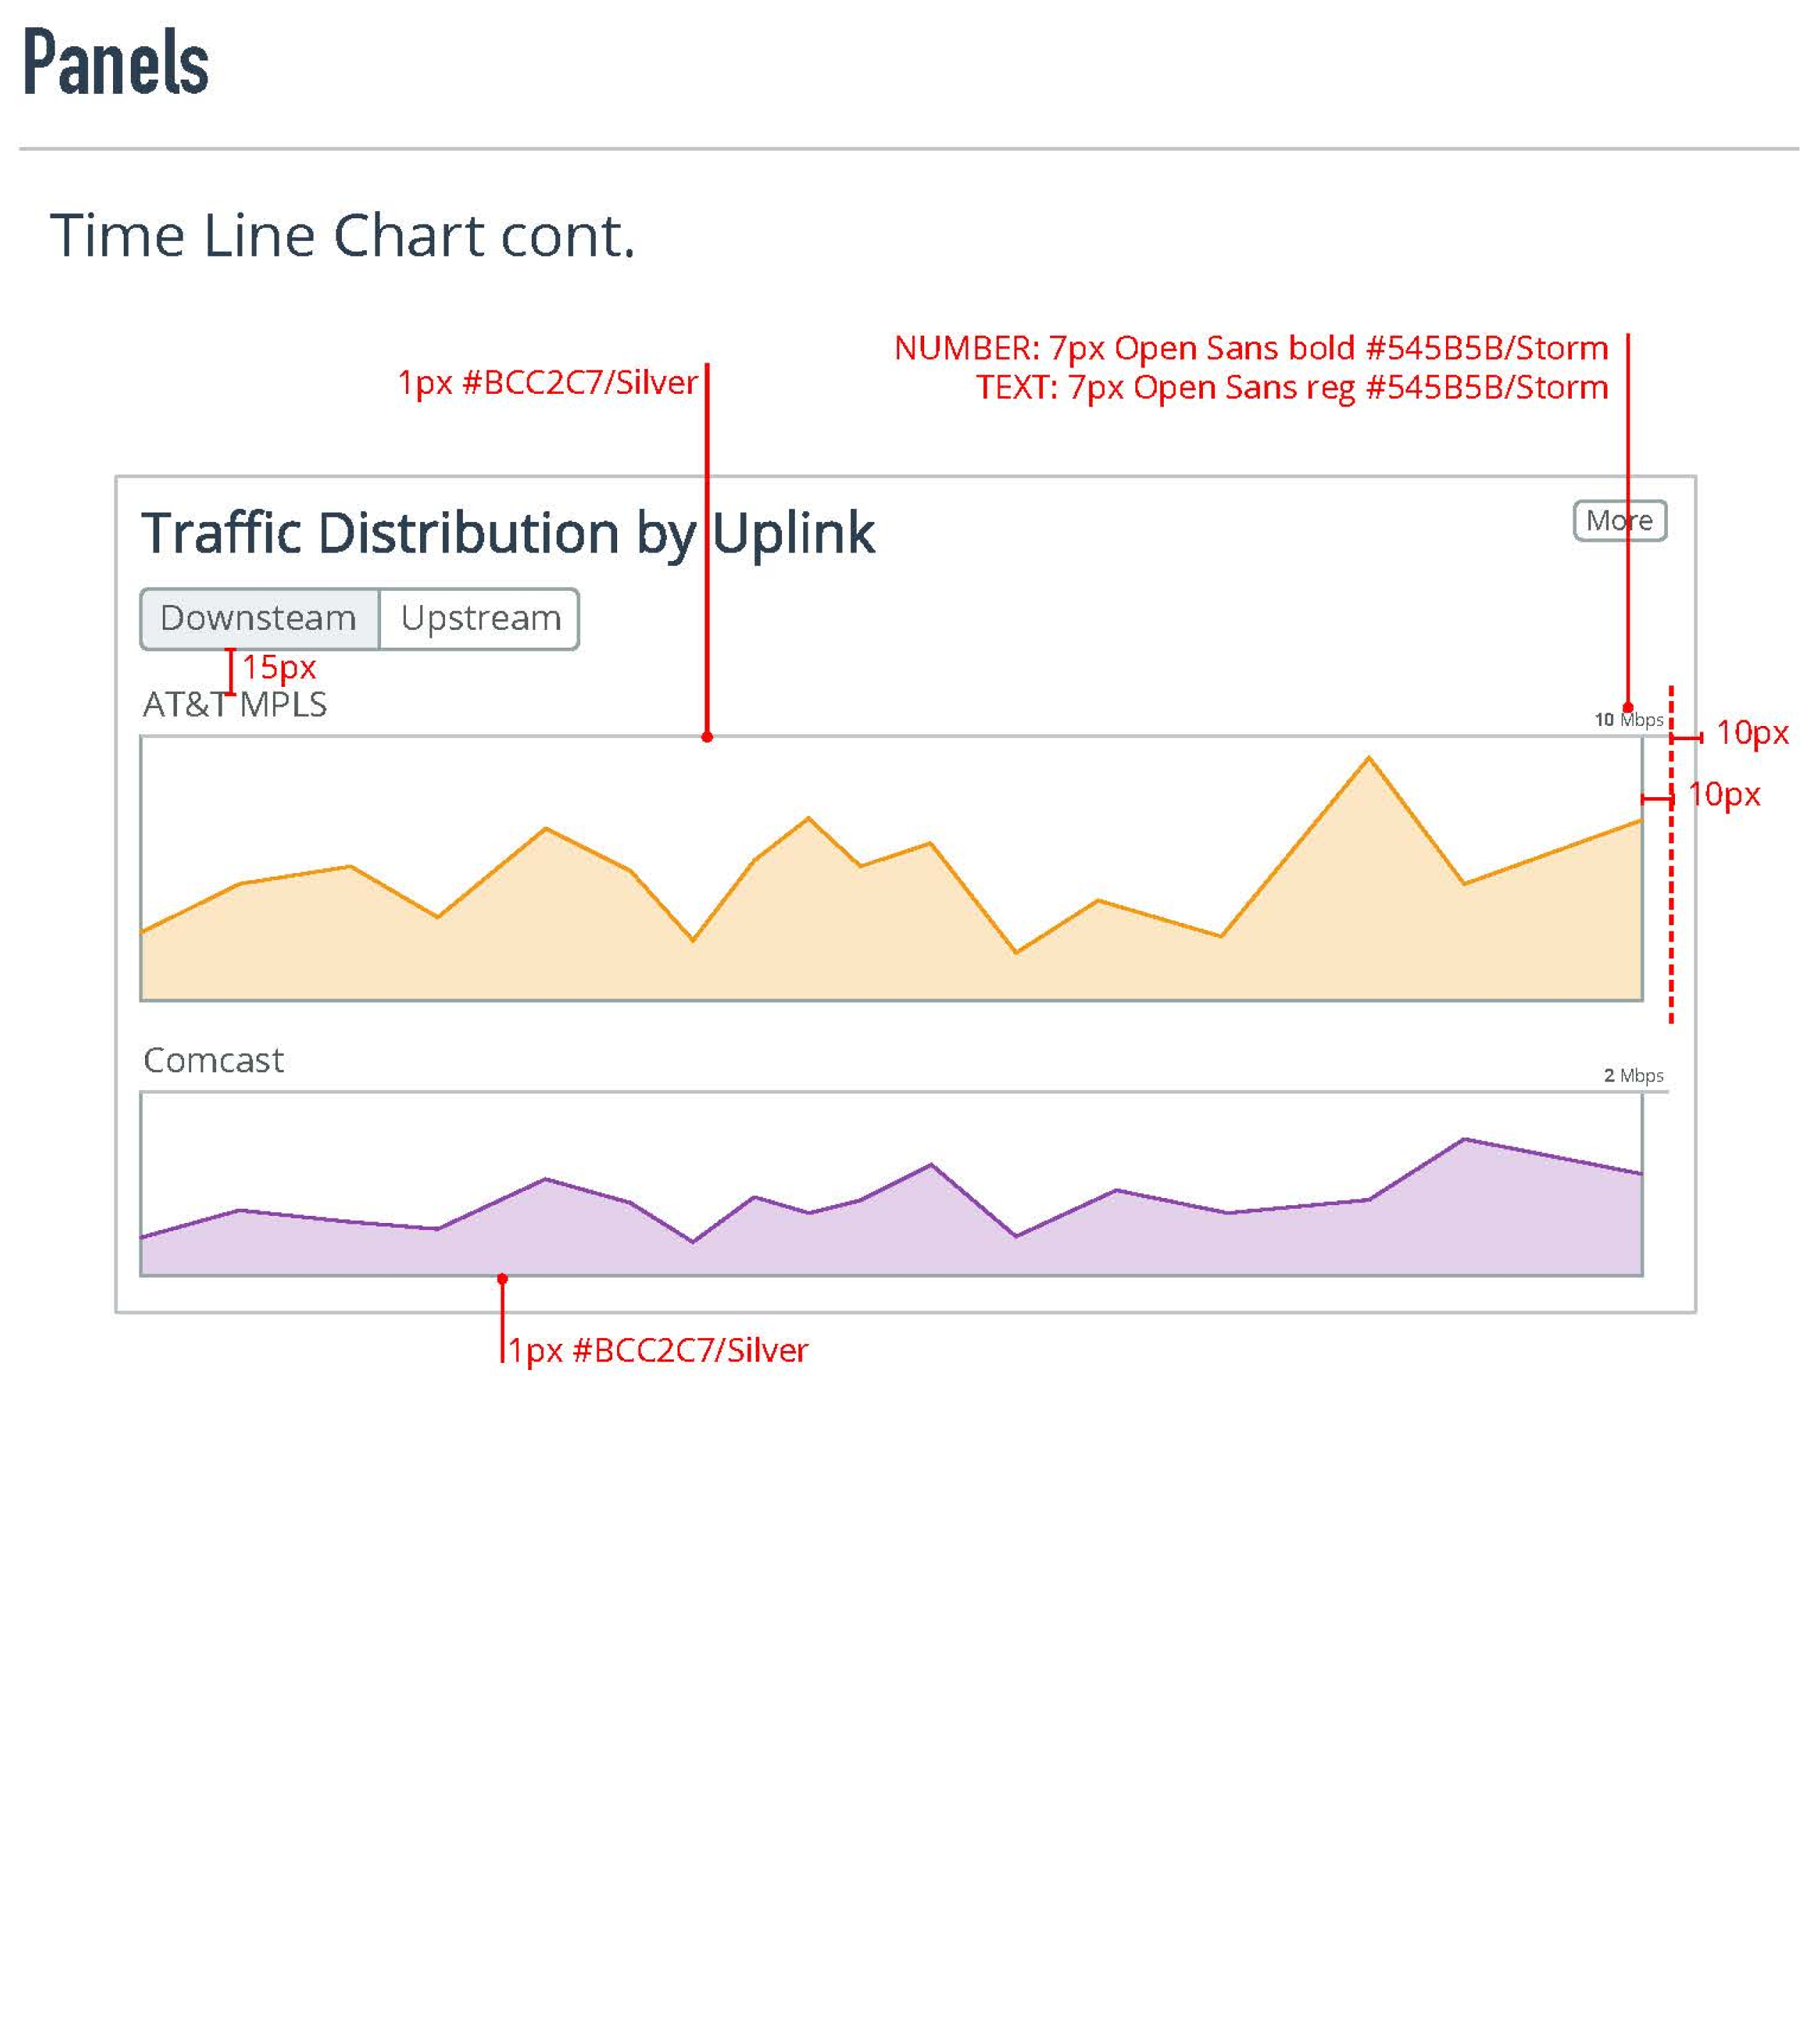 Panels
Time Line Chart cont.
NUMBER: 7px Open Sans bold #545B5B/Storm
1px #BCC2C7/Silver
TEXT: 7px Open Sans reg #545B5B/Storm
Traffic Distribution by Uplink
More
Downsteam Upstream
15px
AT&T MPLS
10 Mbps
10px
10px
Comcast
2 Mbps
1px #BCC2C7/Silver